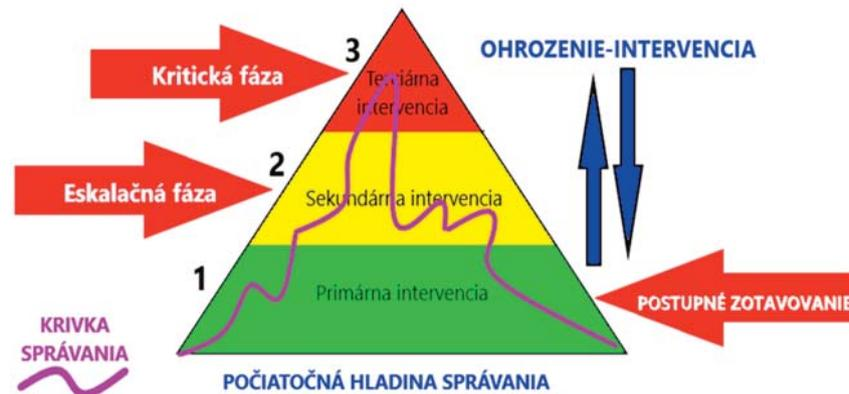 3
OHROZENIE-INTERVENCIA
Kritická fáza
Terciárna
intervencia
2
Eskalačná fáza
Sekundárna intervencia
1
Primárna intervencia
POSTUPNÉ ZOTAVOVANIE
KRIVKA
SPRÁVANIA
POČIATOČNÁ HLADINA SPRÁVANIA